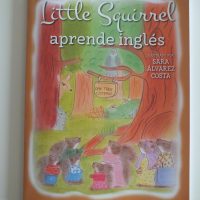 Little Squirrel
aprende inglés
SARA
ÁLVAREZ
COSTA